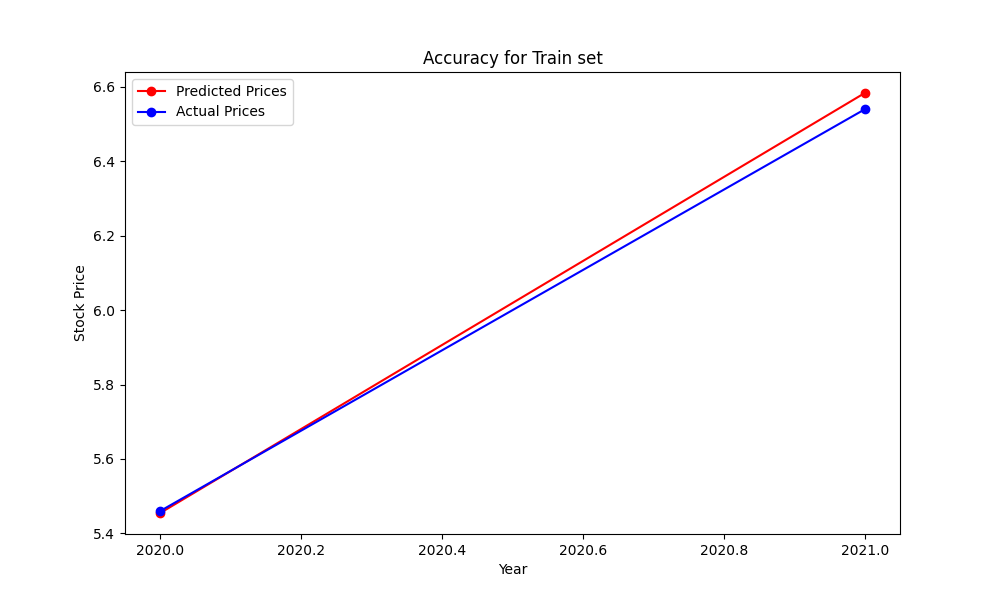 Accuracy for Train set
Predicted Prices
Actual Prices
6.6
6.4
6.2
6.0
5.8
5.6
5.4
Stock Price
2020.0 2020.2 2020.4 2020.6 2020.8 2021.0
Year